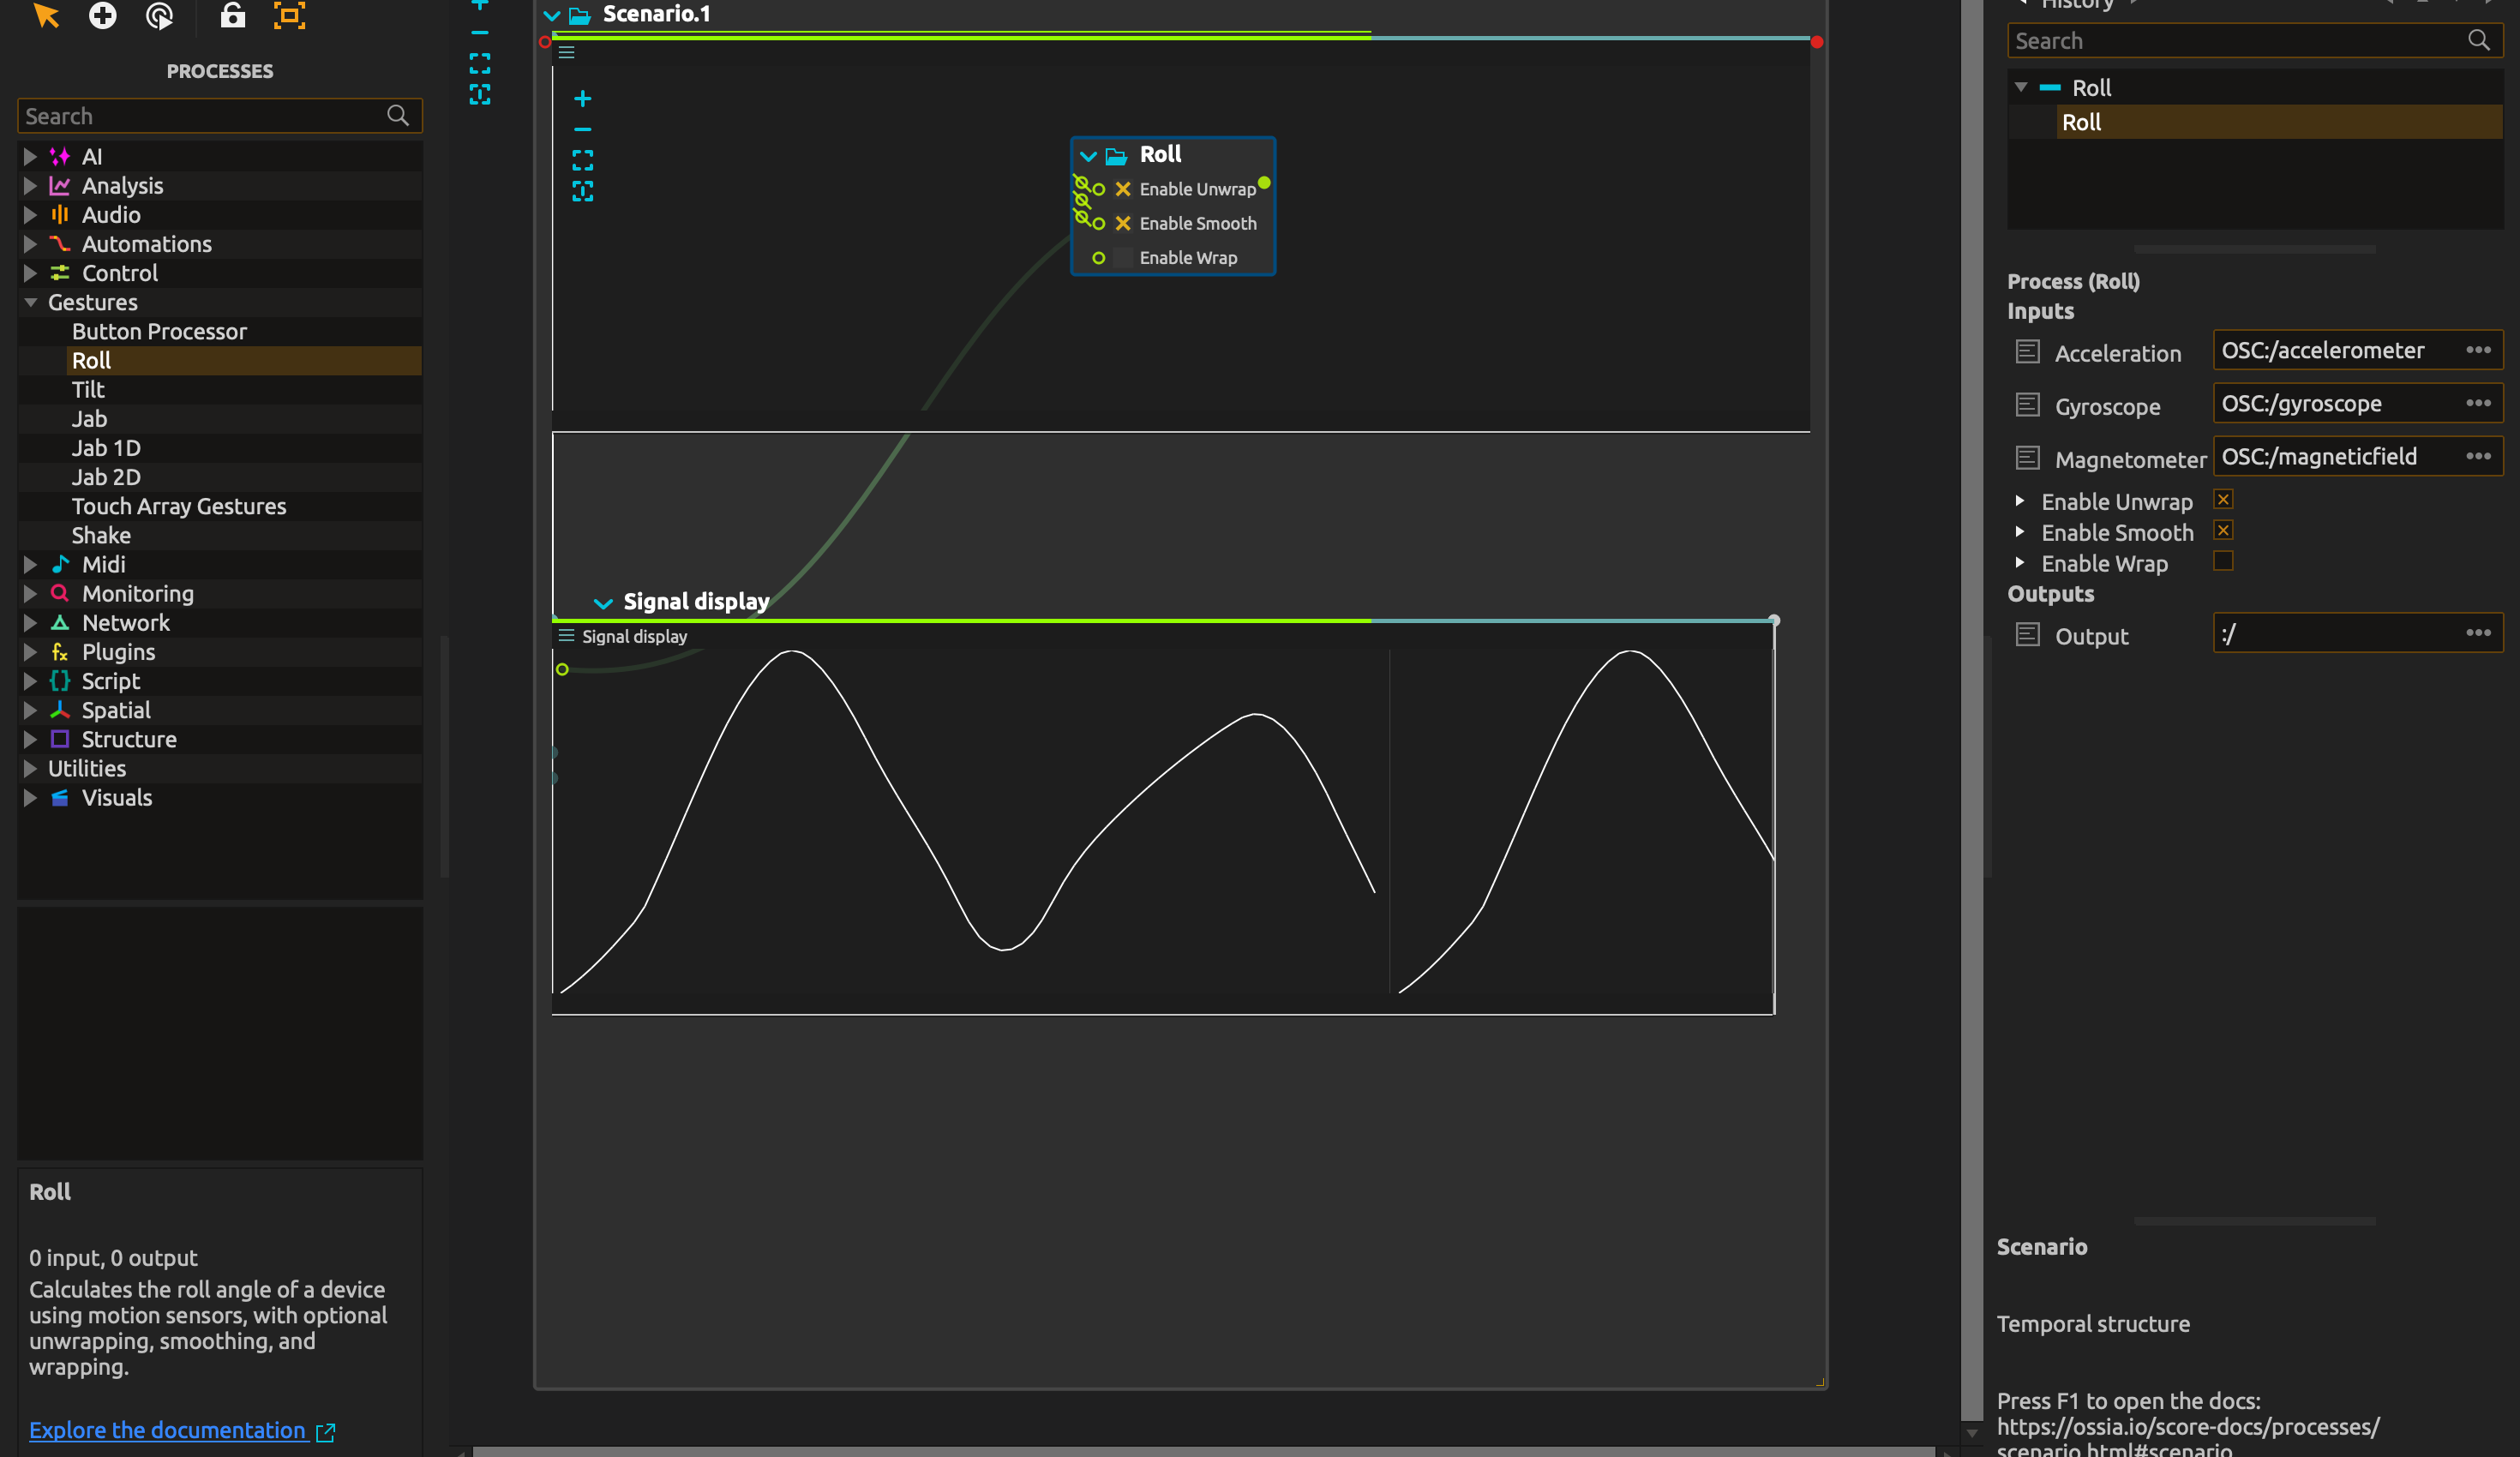 PROCESSES
Search
AI
Analysis
Audio
Automations
Control
Gestures
Button Processor
Roll
Tilt
Jab
Jab 1D
Jab 2D
Touch Array Gestures
Shake
Midi
Monitoring
Network
Plugins
Script
Spatial
Structure
Utilities
Visuals
Roll
0 input, 0 output
Calculates the roll angle of a device
using motion sensors, with optional
unwrapping, smoothing, and
wrapping.
Explore the documentation
Scenario.1
Roll
Enable Unwrap
Enable Smooth
Enable Wrap
Signal display
Signal display
History
Search
Roll
Roll
Process (Roll)
Inputs
Acceleration OSC:/accelerometer
Gyroscope OSC:/gyroscope
Magnetometer OSC:/magneticfield
Enable Unwrap
Enable Smooth
Enable Wrap
Outputs
Output :/
Scenario
Temporal structure
Press F1 to open the docs:
https://ossia.io/score-docs/processes/
scenario.html#scenario